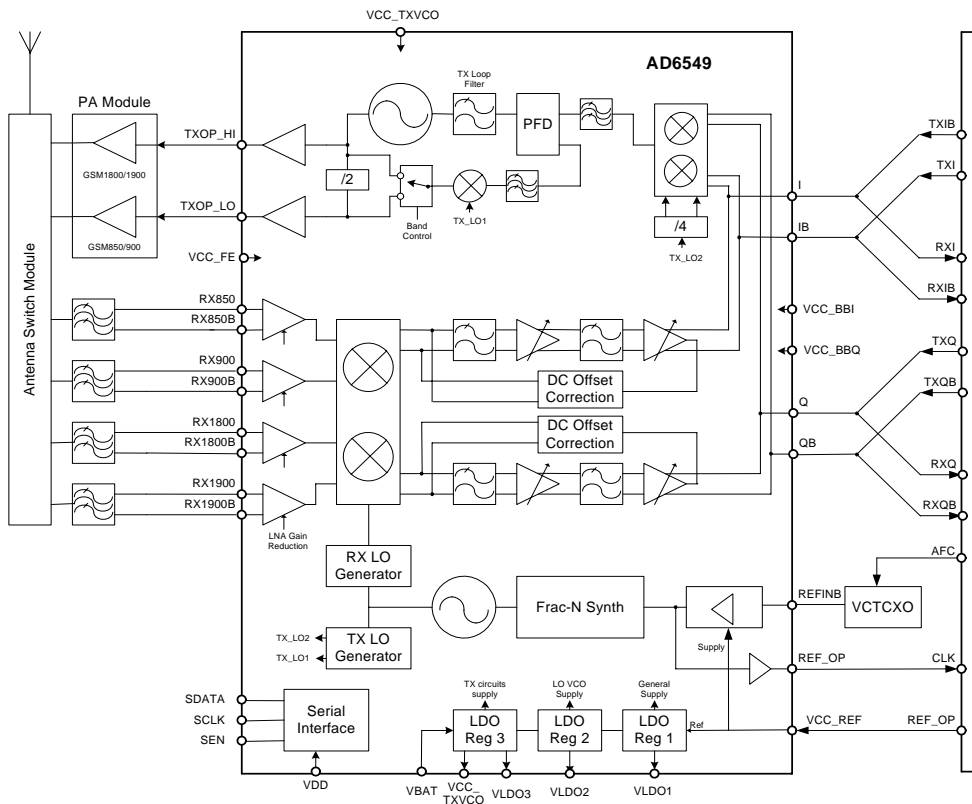 VCC_TXVCO
AD6549
PA Module
TX Loop
Filter
PFD
TXOP_HI
GSM1800/1900
/2
TXOP_LO
GSM850/900
Band
Control
TX_LO1
/4
TX_LO2
VCC_FE
TXIB
TXI
I
IB
RXI
RXIB
Antenna Switch Module
RX850
RX850B
RX900
RX900B
RX1800
RX1800B
RX1900
RX1900B
LNA Gain
Reduction
DC Offset
Correction
DC Offset
Correction
VCC_BBI
VCC_BBQ
TXQ
TXQB
Q
QB
RXQ
RXQB
RX LO
Generator
AFC
Frac-N Synth
REFINB
VCTCXO
TX_LO2
TX_LO1
TX LO
Generator
Supply
REF_OP
CLK
SDATA
SCLK
SEN
Serial
Interface
TX circuits
supply
LO VCO
Supply
General
Supply
LDO
Reg 3
LDO
Reg 2
LDO
Reg 1
Ref
VCC_REF
REF_OP
VDD
VBAT
VCC_
TXVCO
VLDO3
VLDO2
VLDO1